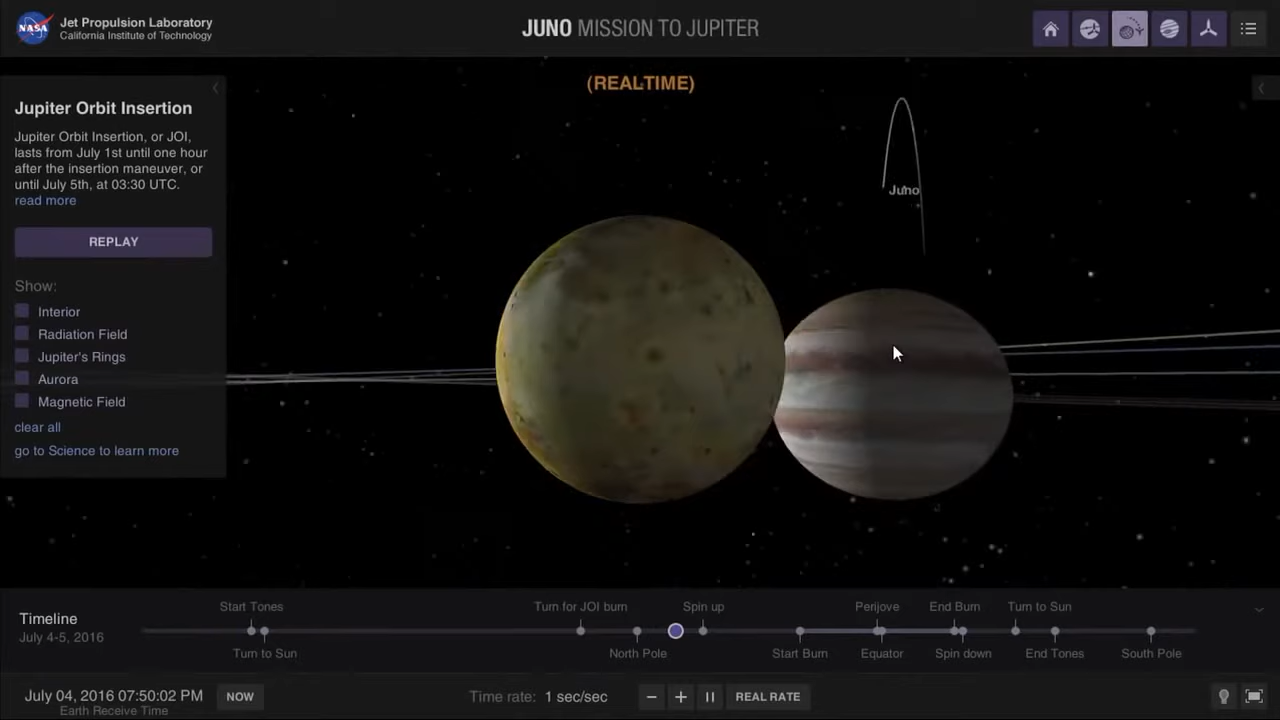 NASA
Jet Propulsion Laboratory
California Institute of Technology
JUNO MISSION TO JUPITER
(REALTIME)
Jupiter Orbit Insertion
Jupiter Orbit Insertion, or JOI,
lasts from July 1st until one hour
after the insertion maneuver, or
until July 5th, at 03:30 UTC.
read more
REPLAY
Show:
Interior
Radiation Field
Jupiter's Rings
Aurora
Magnetic Field
clear all
go to Science to learn more
Juno
Timeline
July 4-5, 2016
Start Tones
Turn for JOI burn
Spin up
Perijove
End Burn
Turn to Sun
Turn to Sun
North Pole
Start Burn
Equator
Spin down
End Tones
South Pole
July 04, 2016 07:50:02 PM
Earth Receive Time
NOW
Time rate: 1 sec/sec
REAL RATE